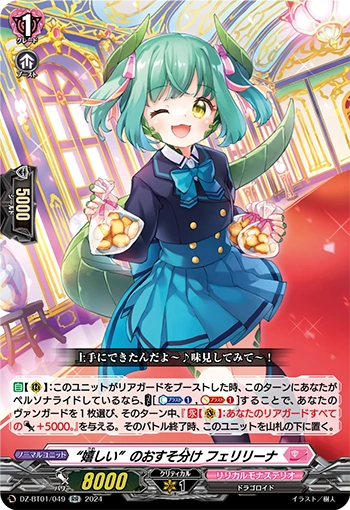 1
グレード
ブースト
シールド
5000
上手にできたんだよ~♪味見してみて~!
自【(R)】:このユニットがリアガードをブーストした時、このターンにあなたが
ペルソナライドしているなら、【(ブラスト1)】【(ブラスト1)】することで、あなたの
ヴァンガードを1枚選び、そのターン中、『永【(V)】:あなたのリアガードすべて
の+5000。』を与える。そのバトル終了時、このユニットを山札の下に置く。
ノーマルユニット
“嬉しい”のおすそ分け フェリリーナ
リリカルモナステリオ
パワー 8000
クリティカル
1
ドラゴロイド
DZ-BT01/049 RR 2024
イラスト/樹人